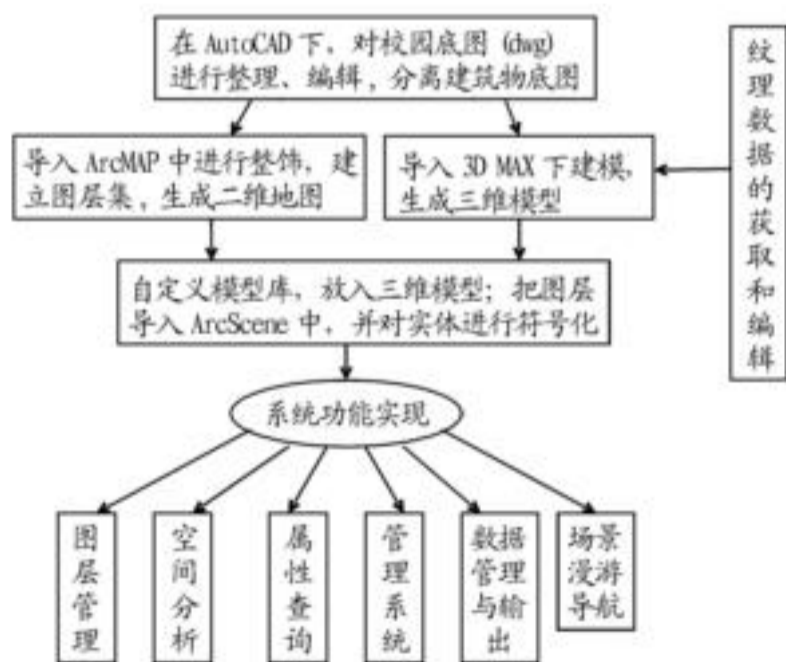 在 AutoCAD 下，对校园底图 (dwg)
进行整理、编辑，分离建筑物底图
纹理数据的获取和编辑
导入 ArcMAP 中进行整饰，建
立图层集，生成二维地图
导入 3D MAX 下建模，
生成三维模型
自定义模型库，放入三维模型；把图层
导入 ArcScene 中，并对实体进行符号化
系统功能实现
图层管理
空间分析
属性查询
管理系统
数据
管理
与输
出
场景
漫游
导航